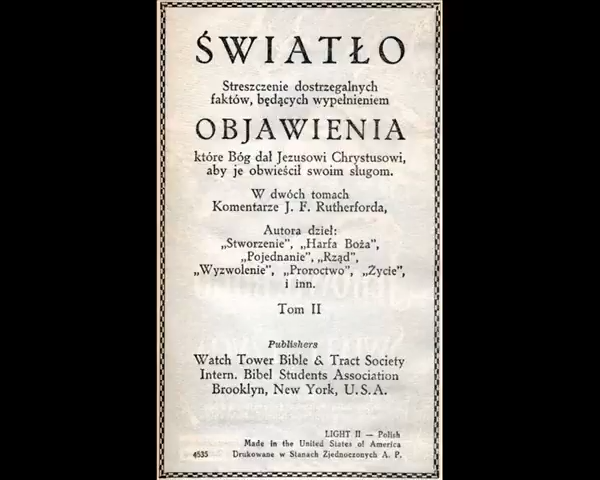 ŚWIATŁO
Streszczenie dostrzegalnych
faktów, będących wypełnieniem
OBJAWIENIA
które Bóg dał Jezusowi Chrystusowi,
aby je obwieścił swoim sługom.
W dwóch tomach
Komentarze J. F. Rutherforda,
Autora dzieł:
„Stworzenie”, „Harfa Boża”,
„Pojednanie”, „Rząd”,
„Wyzwolenie”, „Proroctwo”, „Życie”,
i inn.
Tom II
Publishers
Watch Tower Bible & Tract Society
Intern. Bibel Students Association
Brooklyn, New York, U.S.A.
LIGHT II — Polish
Made in the United States of America
4535 Drukowane w Stanach Zjednoczonych A. P.